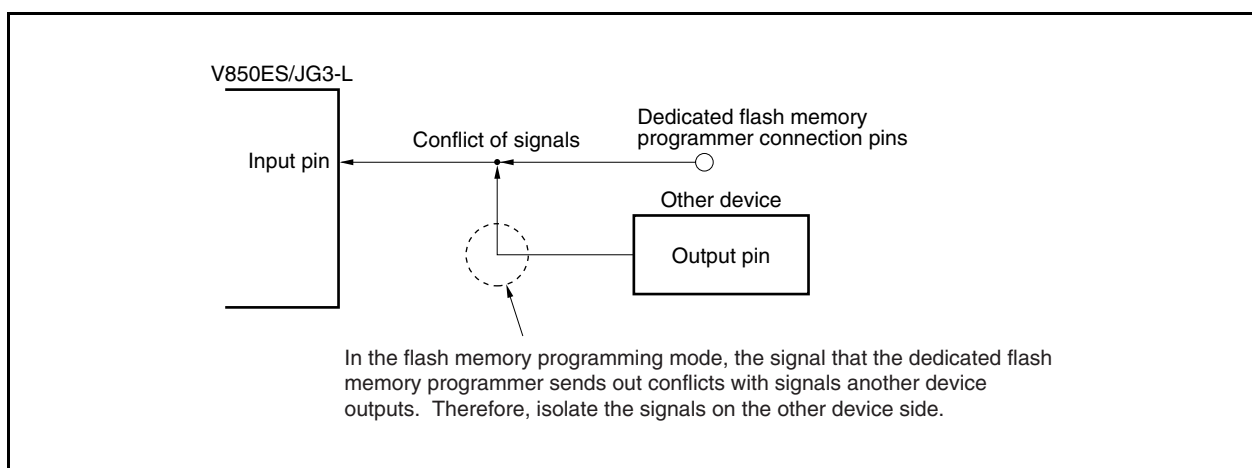 V850ES/JG3-L
Dedicated flash memory
programmer connection pins
Conflict of signals
Input pin
Other device
Output pin
In the flash memory programming mode, the signal that the dedicated flash
memory programmer sends out conflicts with signals another device
outputs. Therefore, isolate the signals on the other device side.